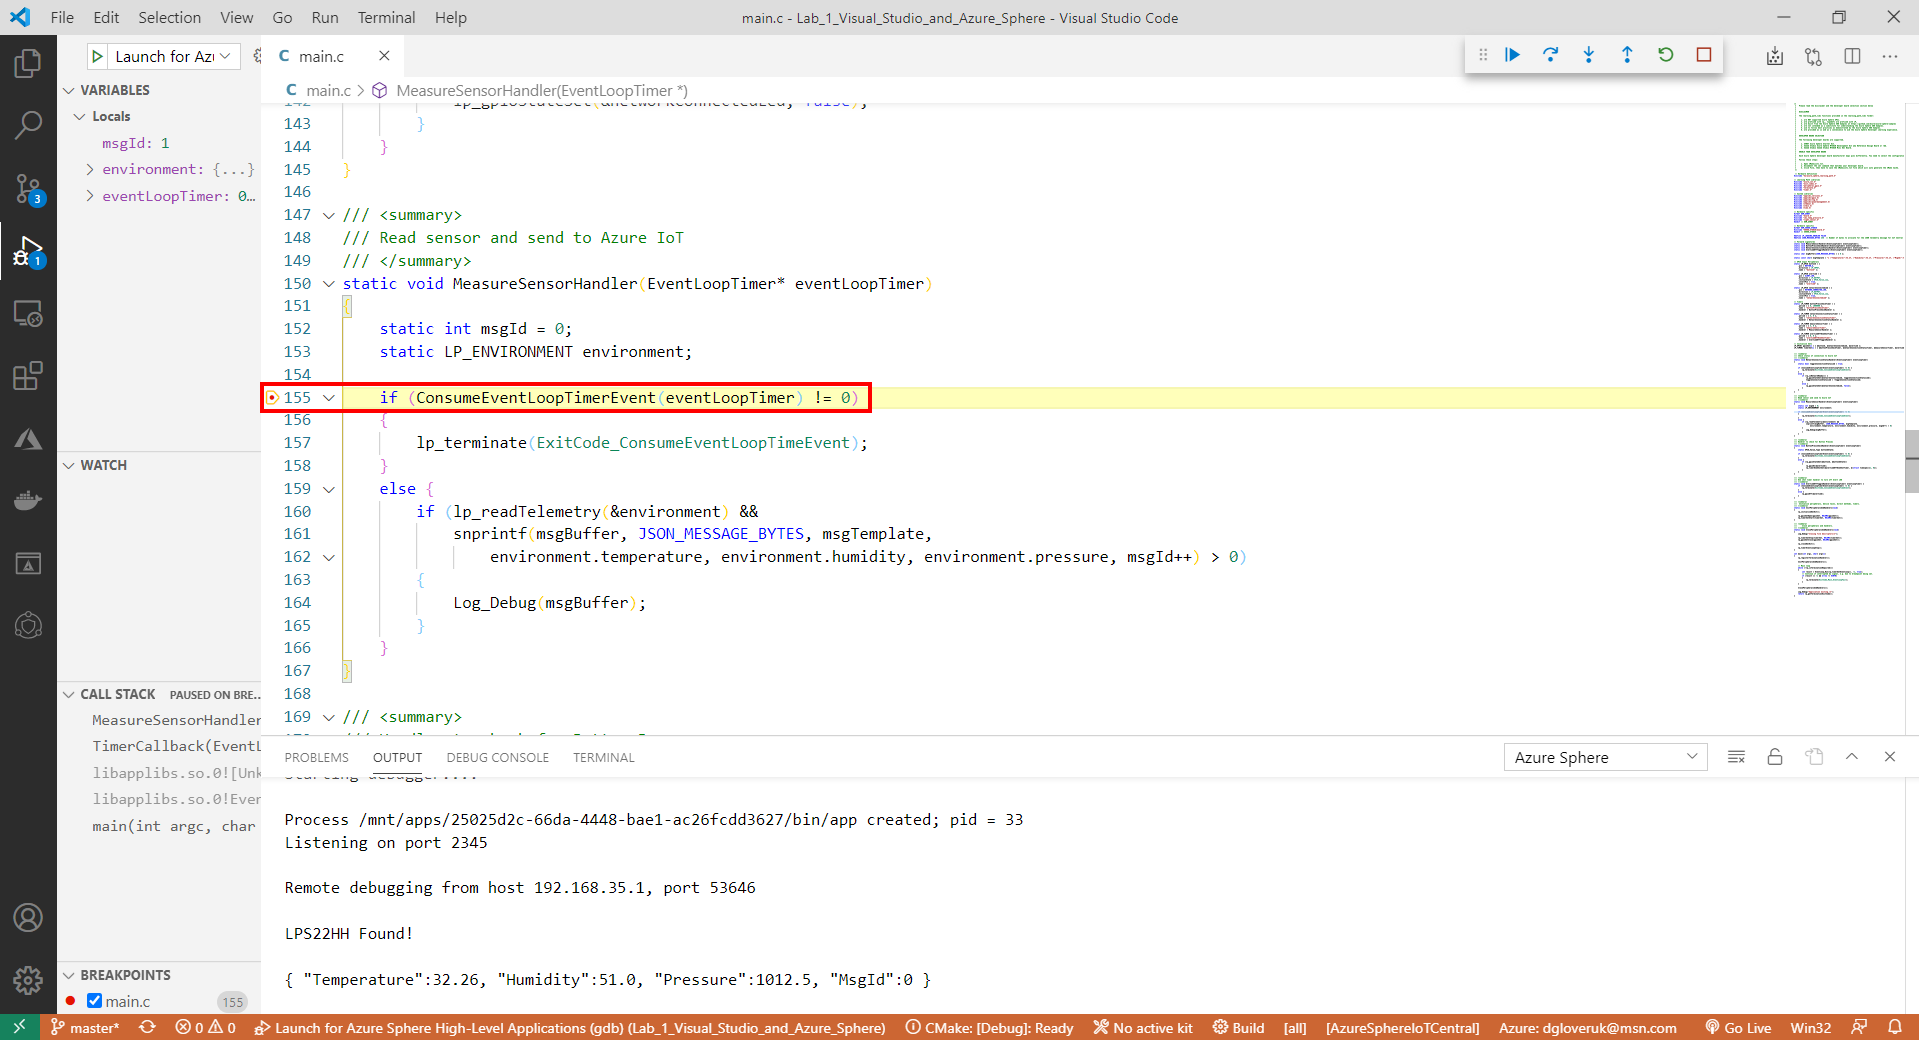 File Edit Selection View Go Run Terminal Help
main.c - Lab_1_Visual_Studio_and_Azure_Sphere - Visual Studio Code
Launch for Az
main.c
main.c > MeasureSensorHandler(EventLoopTimer *)
VARIABLES
Locals
msgId: 1
environment: {...}
eventLoopTimer: 0…
3
1
WATCH
CALL STACK PAUSED ON BRE…
MeasureSensorHandler
TimerCallback(EventL
libapplibs.so.0![Unk
libapplibs.so.0!Even
main(int argc, char
BREAKPOINTS
main.c 155
142 lp_gpioStateSet(&networkConnectedLed, false);
143 }
144 }
145 }
146
147 /// <summary>
148 /// Read sensor and send to Azure IoT
149 /// </summary>
150 static void MeasureSensorHandler(EventLoopTimer* eventLoopTimer)
151 {
152 static int msgId = 0;
153 static LP_ENVIRONMENT environment;
154
155 if (ConsumeEventLoopTimerEvent(eventLoopTimer) != 0)
156 {
157 lp_terminate(ExitCode_ConsumeEventLoopTimeEvent);
158 }
159 else {
160 if (lp_readTelemetry(&environment) &&
161 snprintf(msgBuffer, JSON_MESSAGE_BYTES, msgTemplate,
162 environment.temperature, environment.humidity, environment.pressure, msgId++) > 0)
163 {
164 Log_Debug(msgBuffer);
165 }
166 }
167 }
168
169 /// <summary>
PROBLEMS OUTPUT DEBUG CONSOLE TERMINAL
Azure Sphere
Starting debugger....
Process /mnt/apps/25025d2c-66da-4448-bae1-ac26fcdd3627/bin/app created; pid = 33
Listening on port 2345
Remote debugging from host 192.168.35.1, port 53646
LPS22HH Found!
{ "Temperature":32.26, "Humidity":51.0, "Pressure":1012.5, "MsgId":0 }
master* 0 0 Launch for Azure Sphere High-Level Applications (gdb) (Lab_1_Visual_Studio_and_Azure_Sphere) CMake: [Debug]: Ready No active kit Build [all] [AzureSphereIoTCentral] Azure: dgloveruk@msn.com Go Live Win32